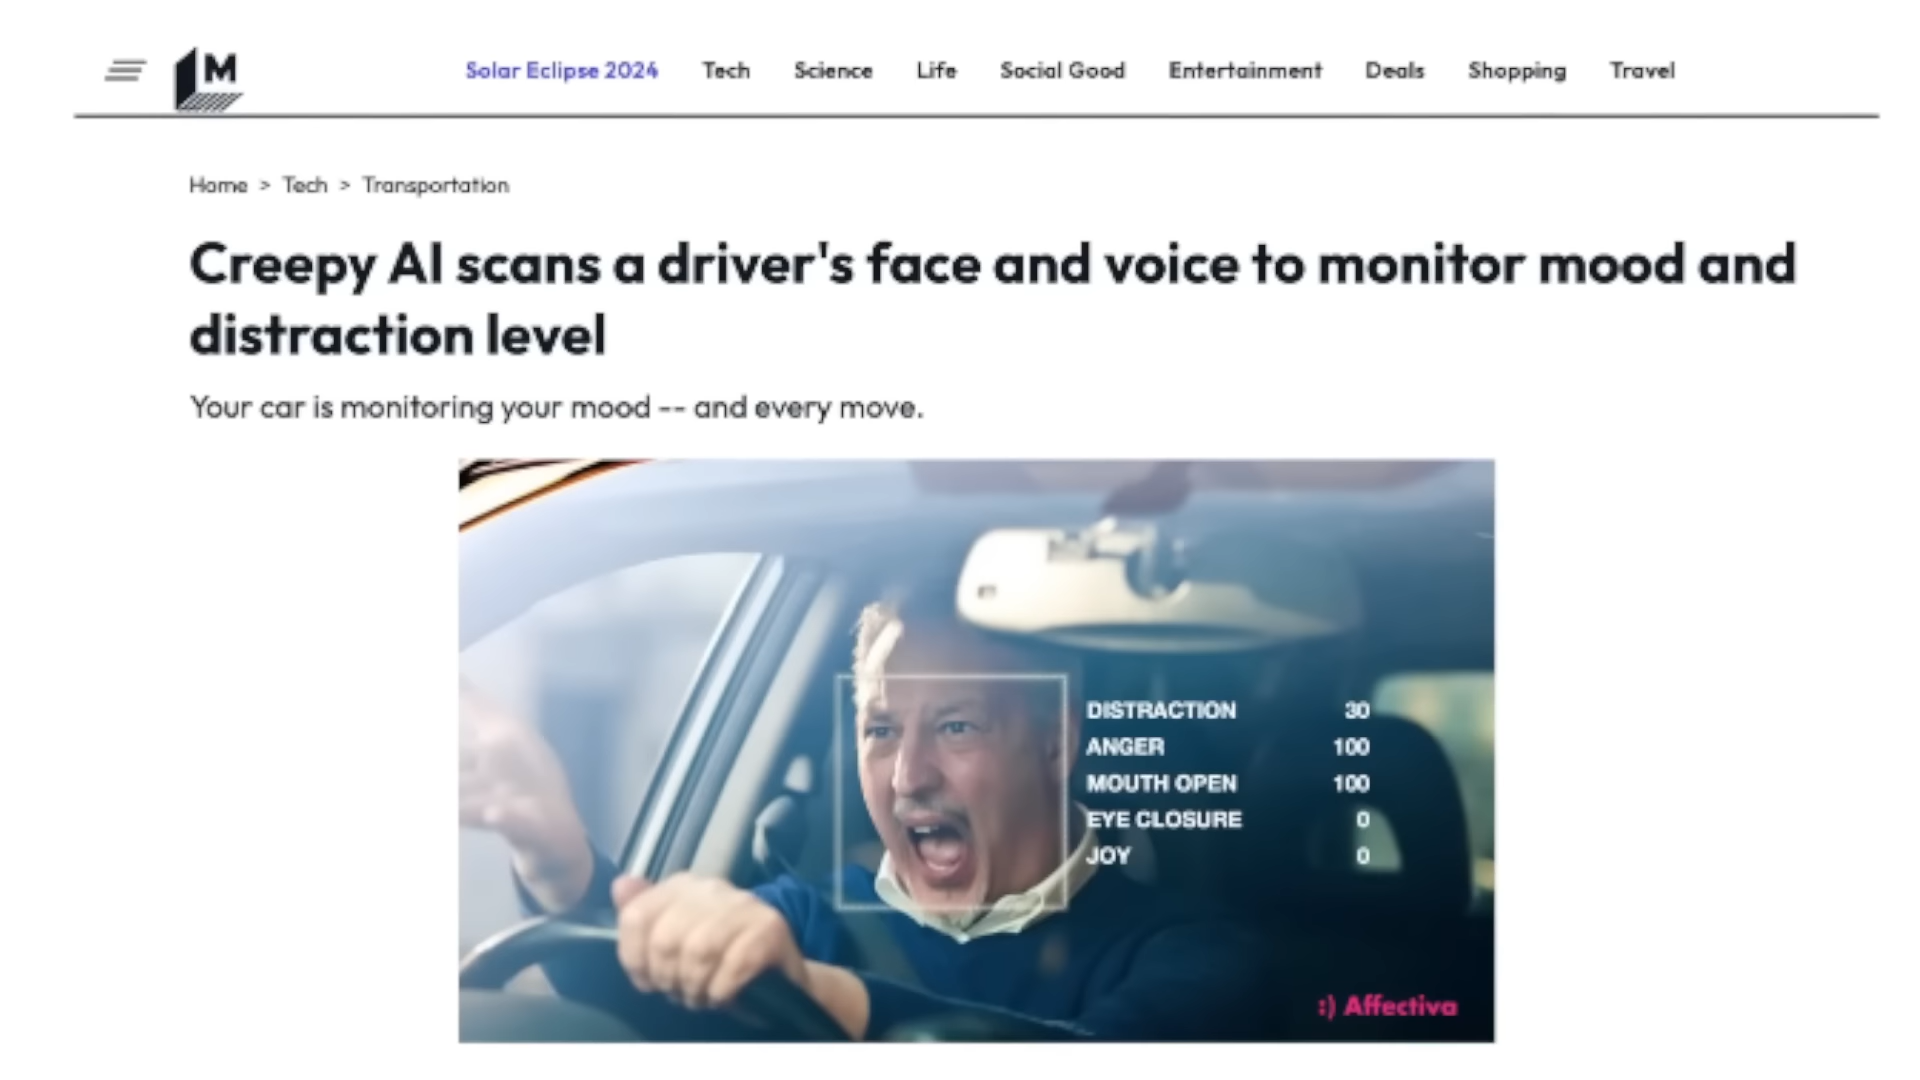 M
Solar Eclipse 2024 Tech Science Life Social Good Entertainment Deals Shopping Travel
Home > Tech > Transportation
Creepy AI scans a driver's face and voice to monitor mood and
distraction level
Your car is monitoring your mood -- and every move.
DISTRACTION 30
ANGER 100
MOUTH OPEN 100
EYE CLOSURE 0
JOY 0
:) Affectiva